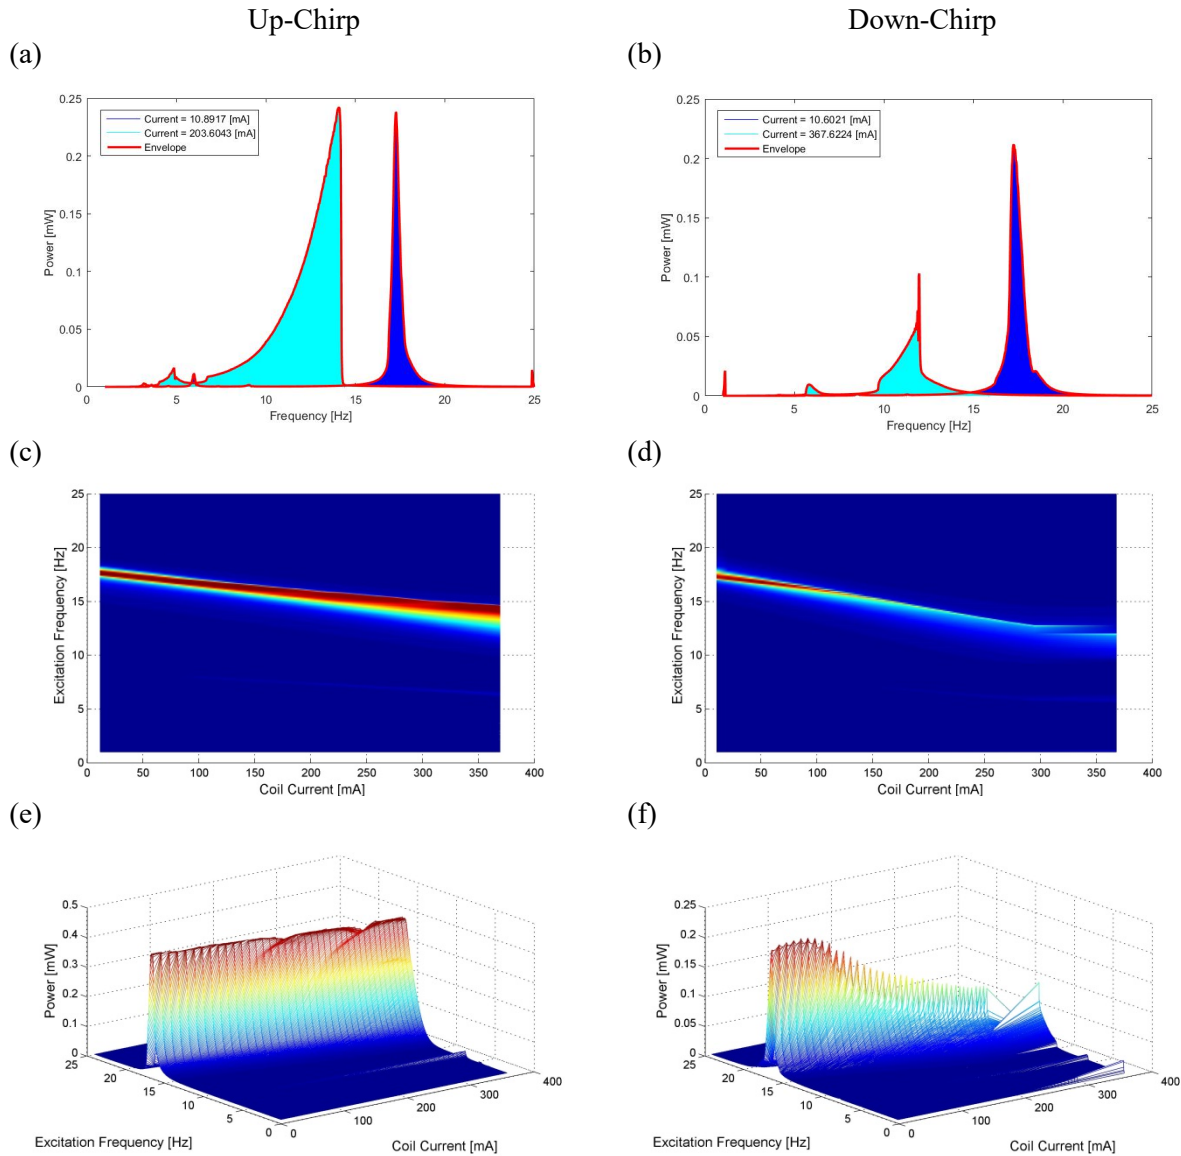 Up-Chirp
Down-Chirp
(a)
(b)
0.25
0.2
0.15
0.1
0.05
0
Power [mW]
Current = 10.8917 [mA]
Current = 203.6043 [mA]
Envelope
0 5 10 15 20 25
Frequency [Hz]
0.25
0.2
0.15
0.1
0.05
0
Power [mW]
Current = 10.6021 [mA]
Current = 367.6224 [mA]
Envelope
0 5 10 15 20 25
Frequency [Hz]
(c)
(d)
25
20
15
10
5
0
Excitation Frequency [Hz]
0 50 100 150 200 250 300 350 400
Coil Current [mA]
25
20
15
10
5
0
Excitation Frequency [Hz]
0 50 100 150 200 250 300 350 400
Coil Current [mA]
(e)
(f)
0.5
0.4
0.3
0.2
0.1
0
Power [mW]
25 20 15 10 5 0
Excitation Frequency [Hz]
0 100 200 300 400
Coil Current [mA]
0.25
0.2
0.15
0.1
0.05
0
Power [mW]
25 20 15 10 5 0
Excitation Frequency [Hz]
0 100 200 300 400
Coil Current [mA]